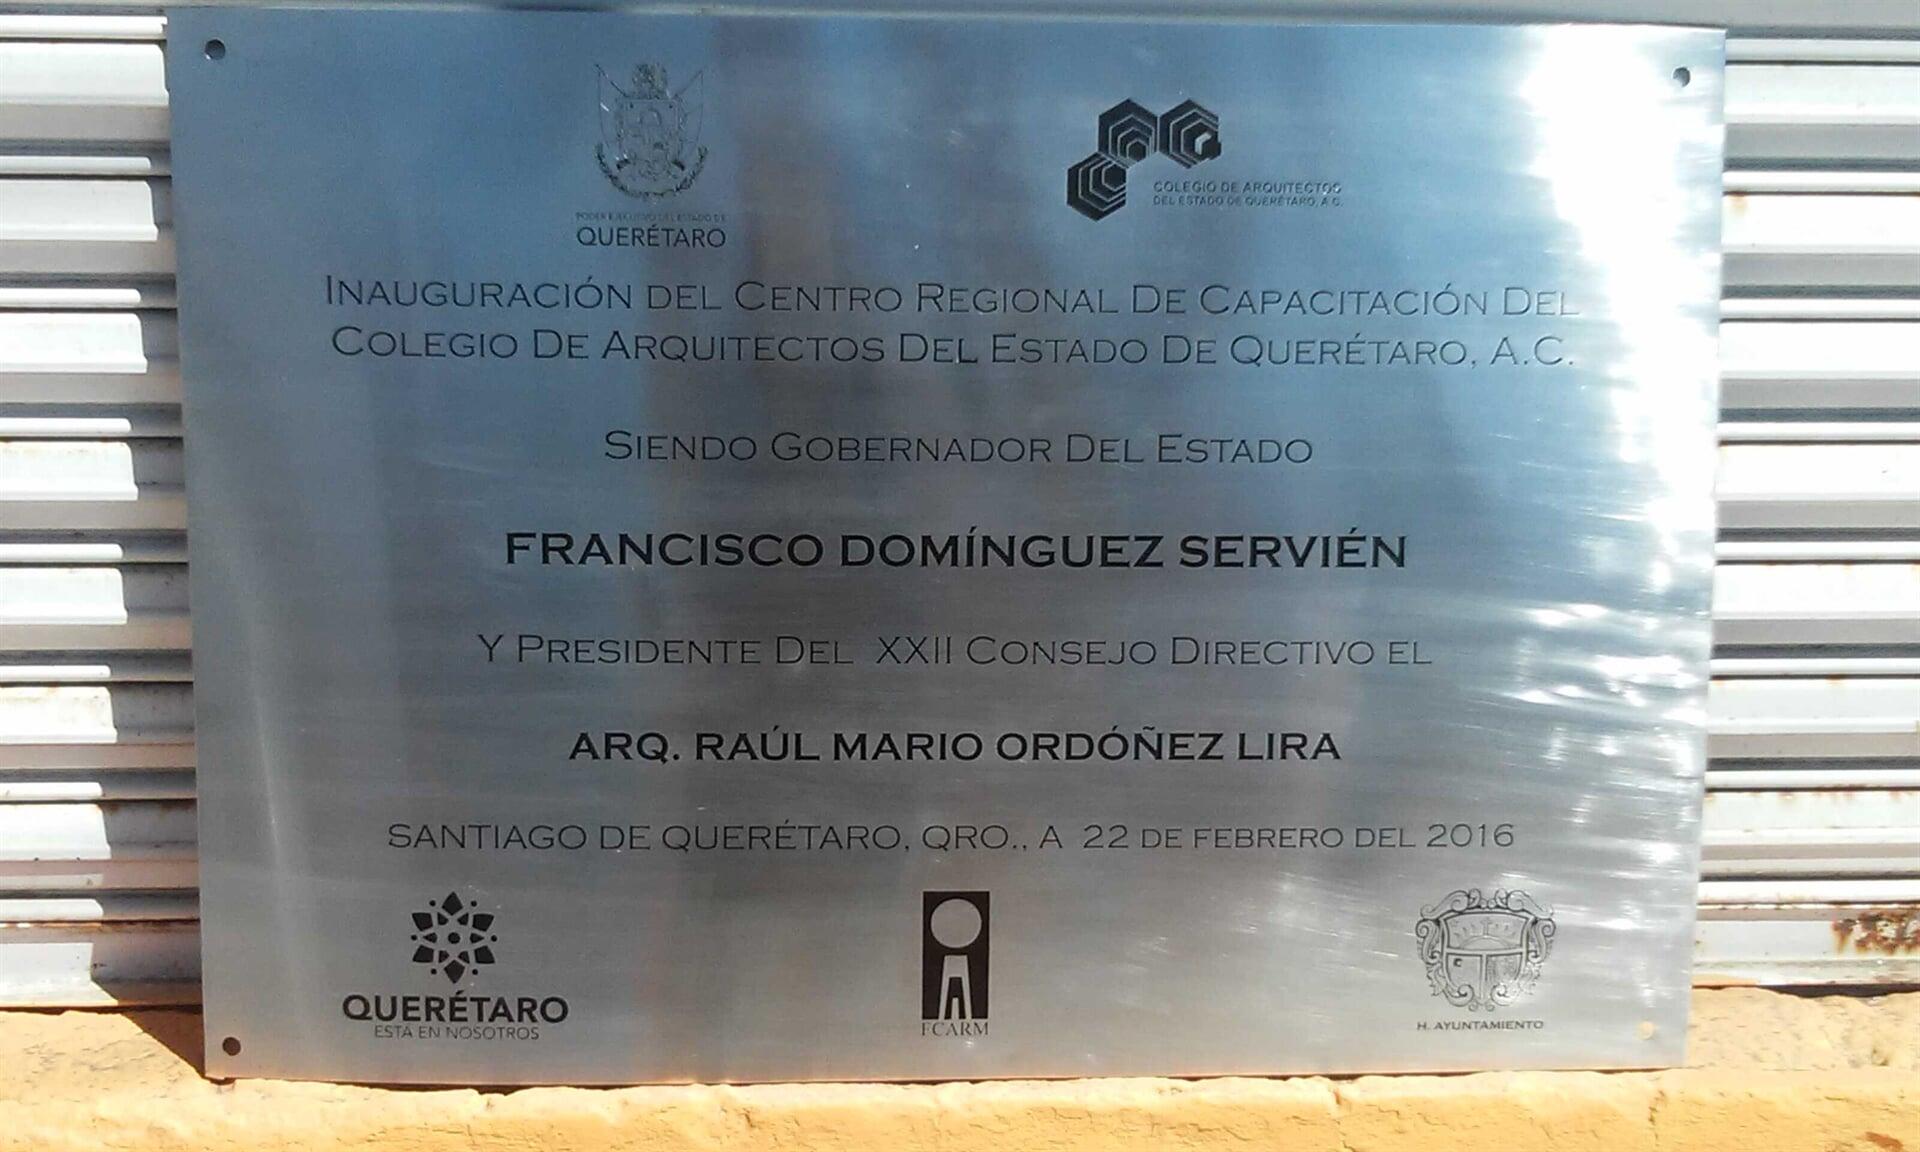 PODER EJECUTIVO DEL ESTADO DE
QUERÉTARO
COLEGIO DE ARQUITECTOS
DEL ESTADO DE QUERÉTARO, A.C.
INAUGURACIÓN DEL CENTRO REGIONAL DE CAPACITACIÓN DEL
COLEGIO DE ARQUITECTOS DEL ESTADO DE QUERÉTARO, A.C.
SIENDO GOBERNADOR DEL ESTADO
FRANCISCO DOMÍNGUEZ SERVIÉN
Y PRESIDENTE DEL XXII CONSEJO DIRECTIVO EL
ARQ. RAÚL MARIO ORDÓÑEZ LIRA
SANTIAGO DE QUERÉTARO, QRO., A 22 DE FEBRERO DEL 2016
QUERÉTARO
ESTÁ EN NOSOTROS
FCARM
H. AYUNTAMIENTO